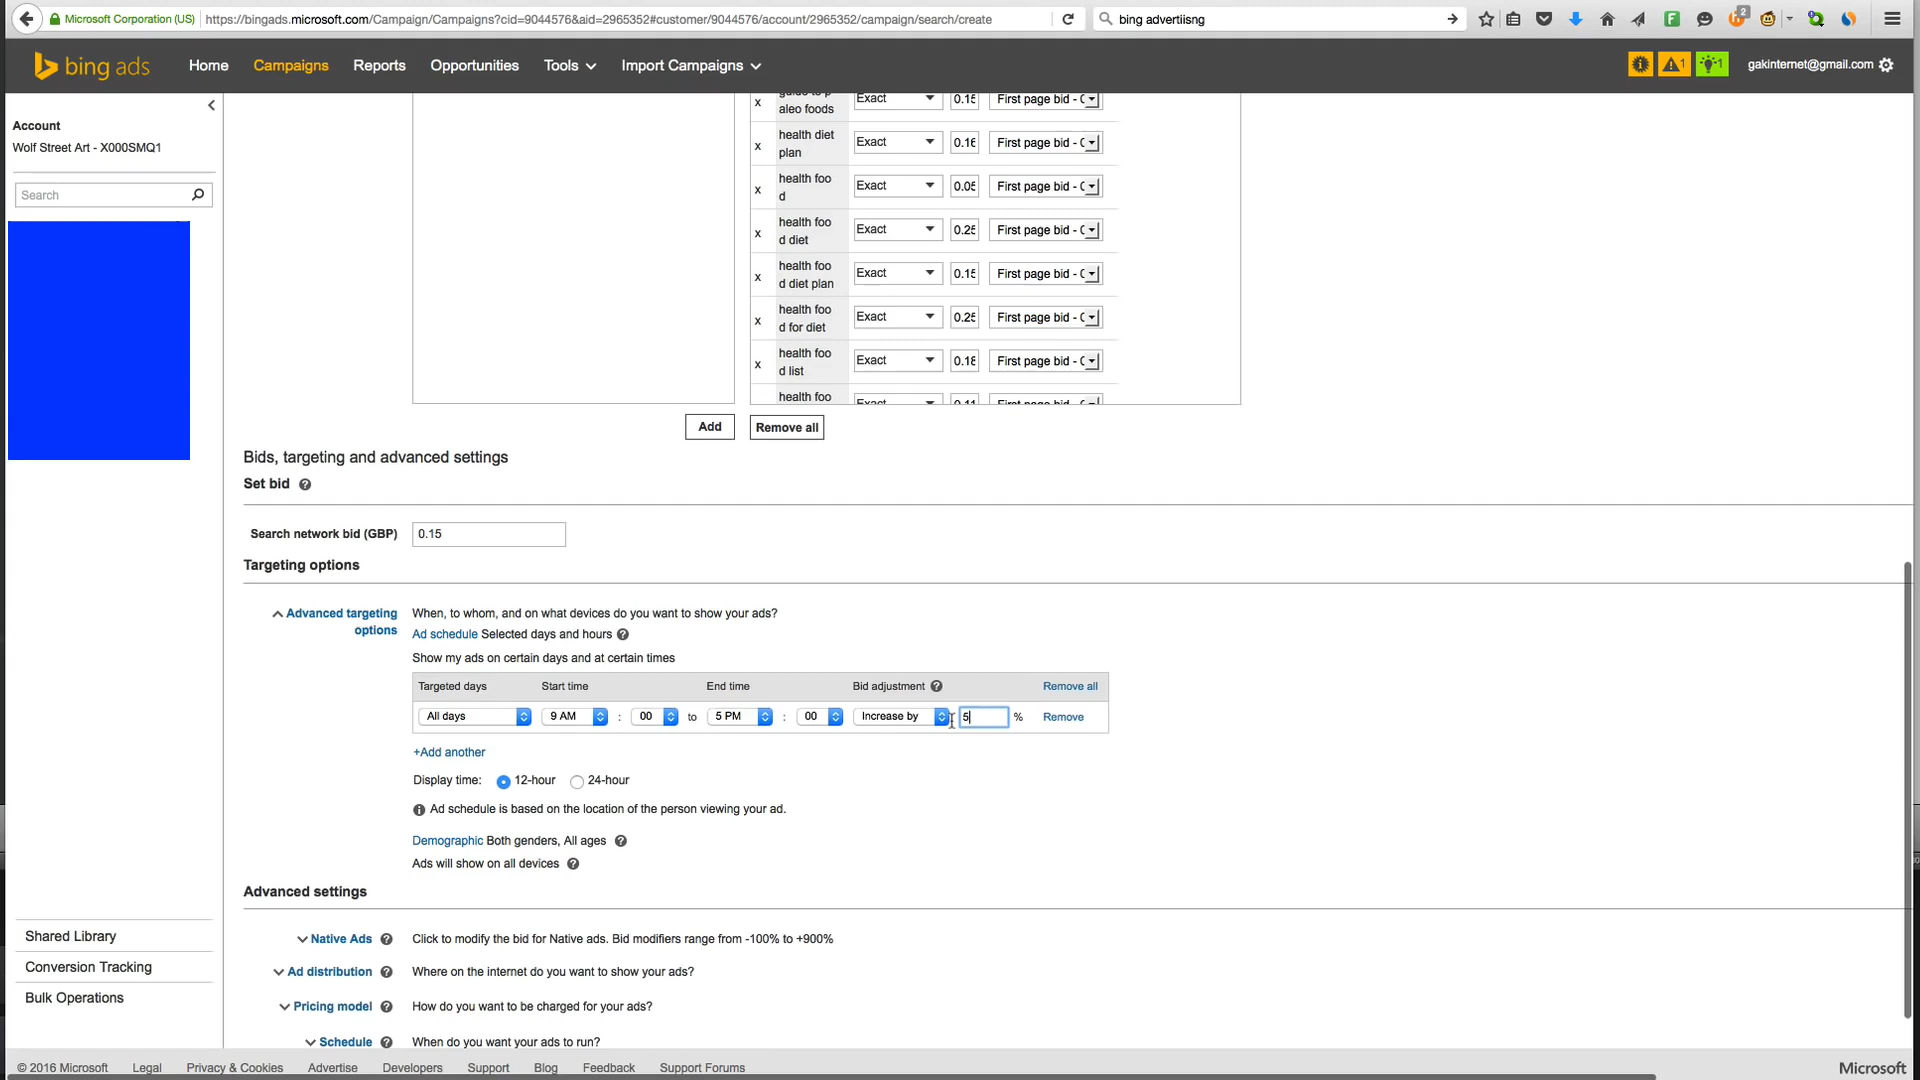 Microsoft Corporation (US) https://bingads.microsoft.com/Campaign/Campaigns?cid=9044576&aid=2965352#customer/9044576/account/2965352/campaign/search/create bing advertiisng 2
bing ads Home Campaigns Reports Opportunities Tools Import Campaigns 1 1 gakinternet@gmail.com
Account
Wolf Street Art - X000SMQ1
Search
x aleo foods Exact 0.15 First page bid -
x health diet plan Exact 0.16 First page bid -
x health foo d Exact 0.05 First page bid -
x health foo d diet Exact 0.25 First page bid -
x health foo d diet plan Exact 0.15 First page bid -
x health foo d for diet Exact 0.25 First page bid -
x health foo d list Exact 0.18 First page bid -
health foo
Add Remove all
Bids, targeting and advanced settings
Set bid ?
Search network bid (GBP) 0.15
Targeting options
Advanced targeting options When, to whom, and on what devices do you want to show your ads?
Ad schedule Selected days and hours ?
Show my ads on certain days and at certain times
Targeted days Start time End time Bid adjustment ? Remove all
All days 9 AM : 00 to 5 PM : 00 Increase by 5 % Remove
+Add another
Display time: 12-hour 24-hour
Ad schedule is based on the location of the person viewing your ad.
Demographic Both genders, All ages ?
Ads will show on all devices ?
Advanced settings
Native Ads ? Click to modify the bid for Native ads. Bid modifiers range from -100% to +900%
Ad distribution ? Where on the internet do you want to show your ads?
Pricing model ? How do you want to be charged for your ads?
Schedule ? When do you want your ads to run?
Shared Library
Conversion Tracking
Bulk Operations
© 2016 Microsoft Legal Privacy & Cookies Advertise Developers Support Blog Feedback Support Forums Microsoft